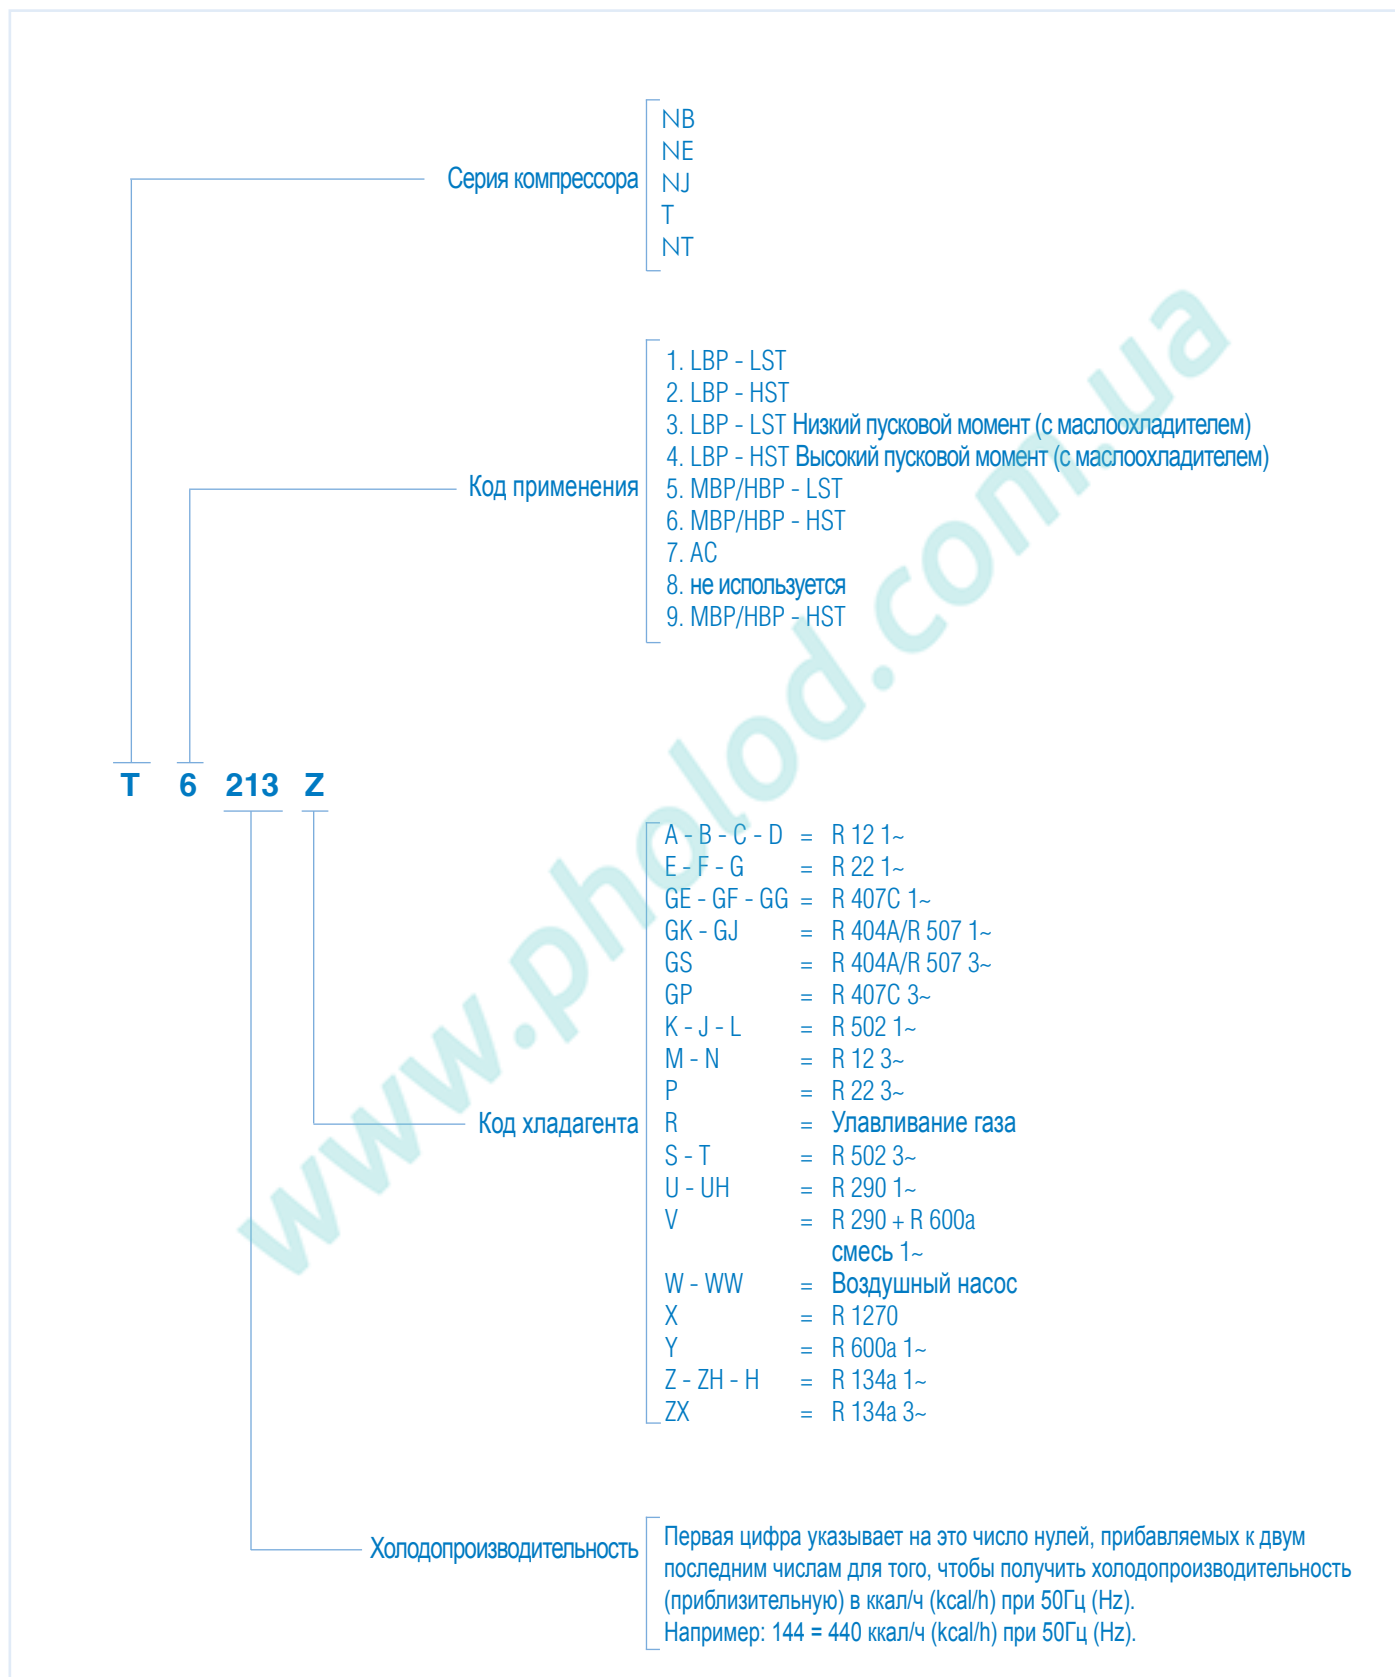 NB
NE
Серия компрессора NJ
T
NT
1. LBP - LST
2. LBP - HST
3. LBP - LST Низкий пусковой момент (с маслоохладителем)
4. LBP - HST Высокий пусковой момент (с маслоохладителем)
Код применения 5. MBP/HBP - LST
6. MBP/HBP - HST
7. AC
8. не используется
9. MBP/HBP - HST
T 6 213 Z
A - B - C - D = R 12 1~
E - F - G = R 22 1~
GE - GF - GG = R 407C 1~
GK - GJ = R 404A/R 507 1~
GS = R 404A/R 507 3~
GP = R 407C 3~
K - J - L = R 502 1~
M - N = R 12 3~
P = R 22 3~
Код хладагента R = Улавливание газа
S - T = R 502 3~
U - UH = R 290 1~
V = R 290 + R 600a
смесь 1~
W - WW = Воздушный насос
X = R 1270
Y = R 600a 1~
Z - ZH - H = R 134a 1~
ZX = R 134a 3~
Холодопроизводительность
Первая цифра указывает на это число нулей, прибавляемых к двум
последним числам для того, чтобы получить холодопроизводительность
(приблизительную) в ккал/ч (kcal/h) при 50Гц (Hz).
Например: 144 = 440 ккал/ч (kcal/h) при 50Гц (Hz).
www.pholod.com.ua